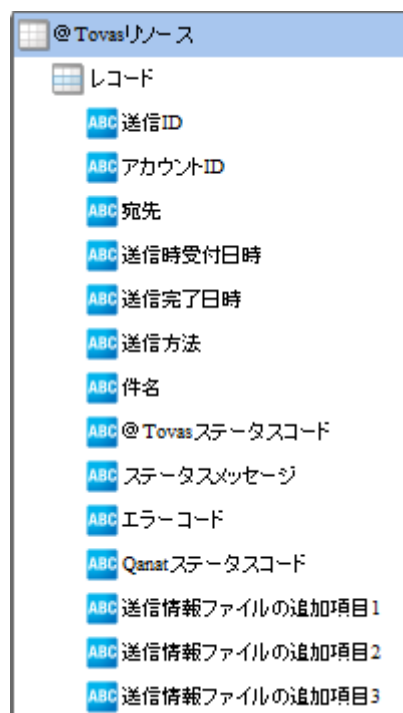 @Tovasリソース
レコード
ABC 送信ID
ABC アカウントID
ABC 宛先
ABC 送信時受付日時
ABC 送信完了日時
ABC 送信方法
ABC 件名
ABC @Tovasステータスコード
ABC ステータスメッセージ
ABC エラーコード
ABC Qanatステータスコード
ABC 送信情報ファイルの追加項目1
ABC 送信情報ファイルの追加項目2
ABC 送信情報ファイルの追加項目3